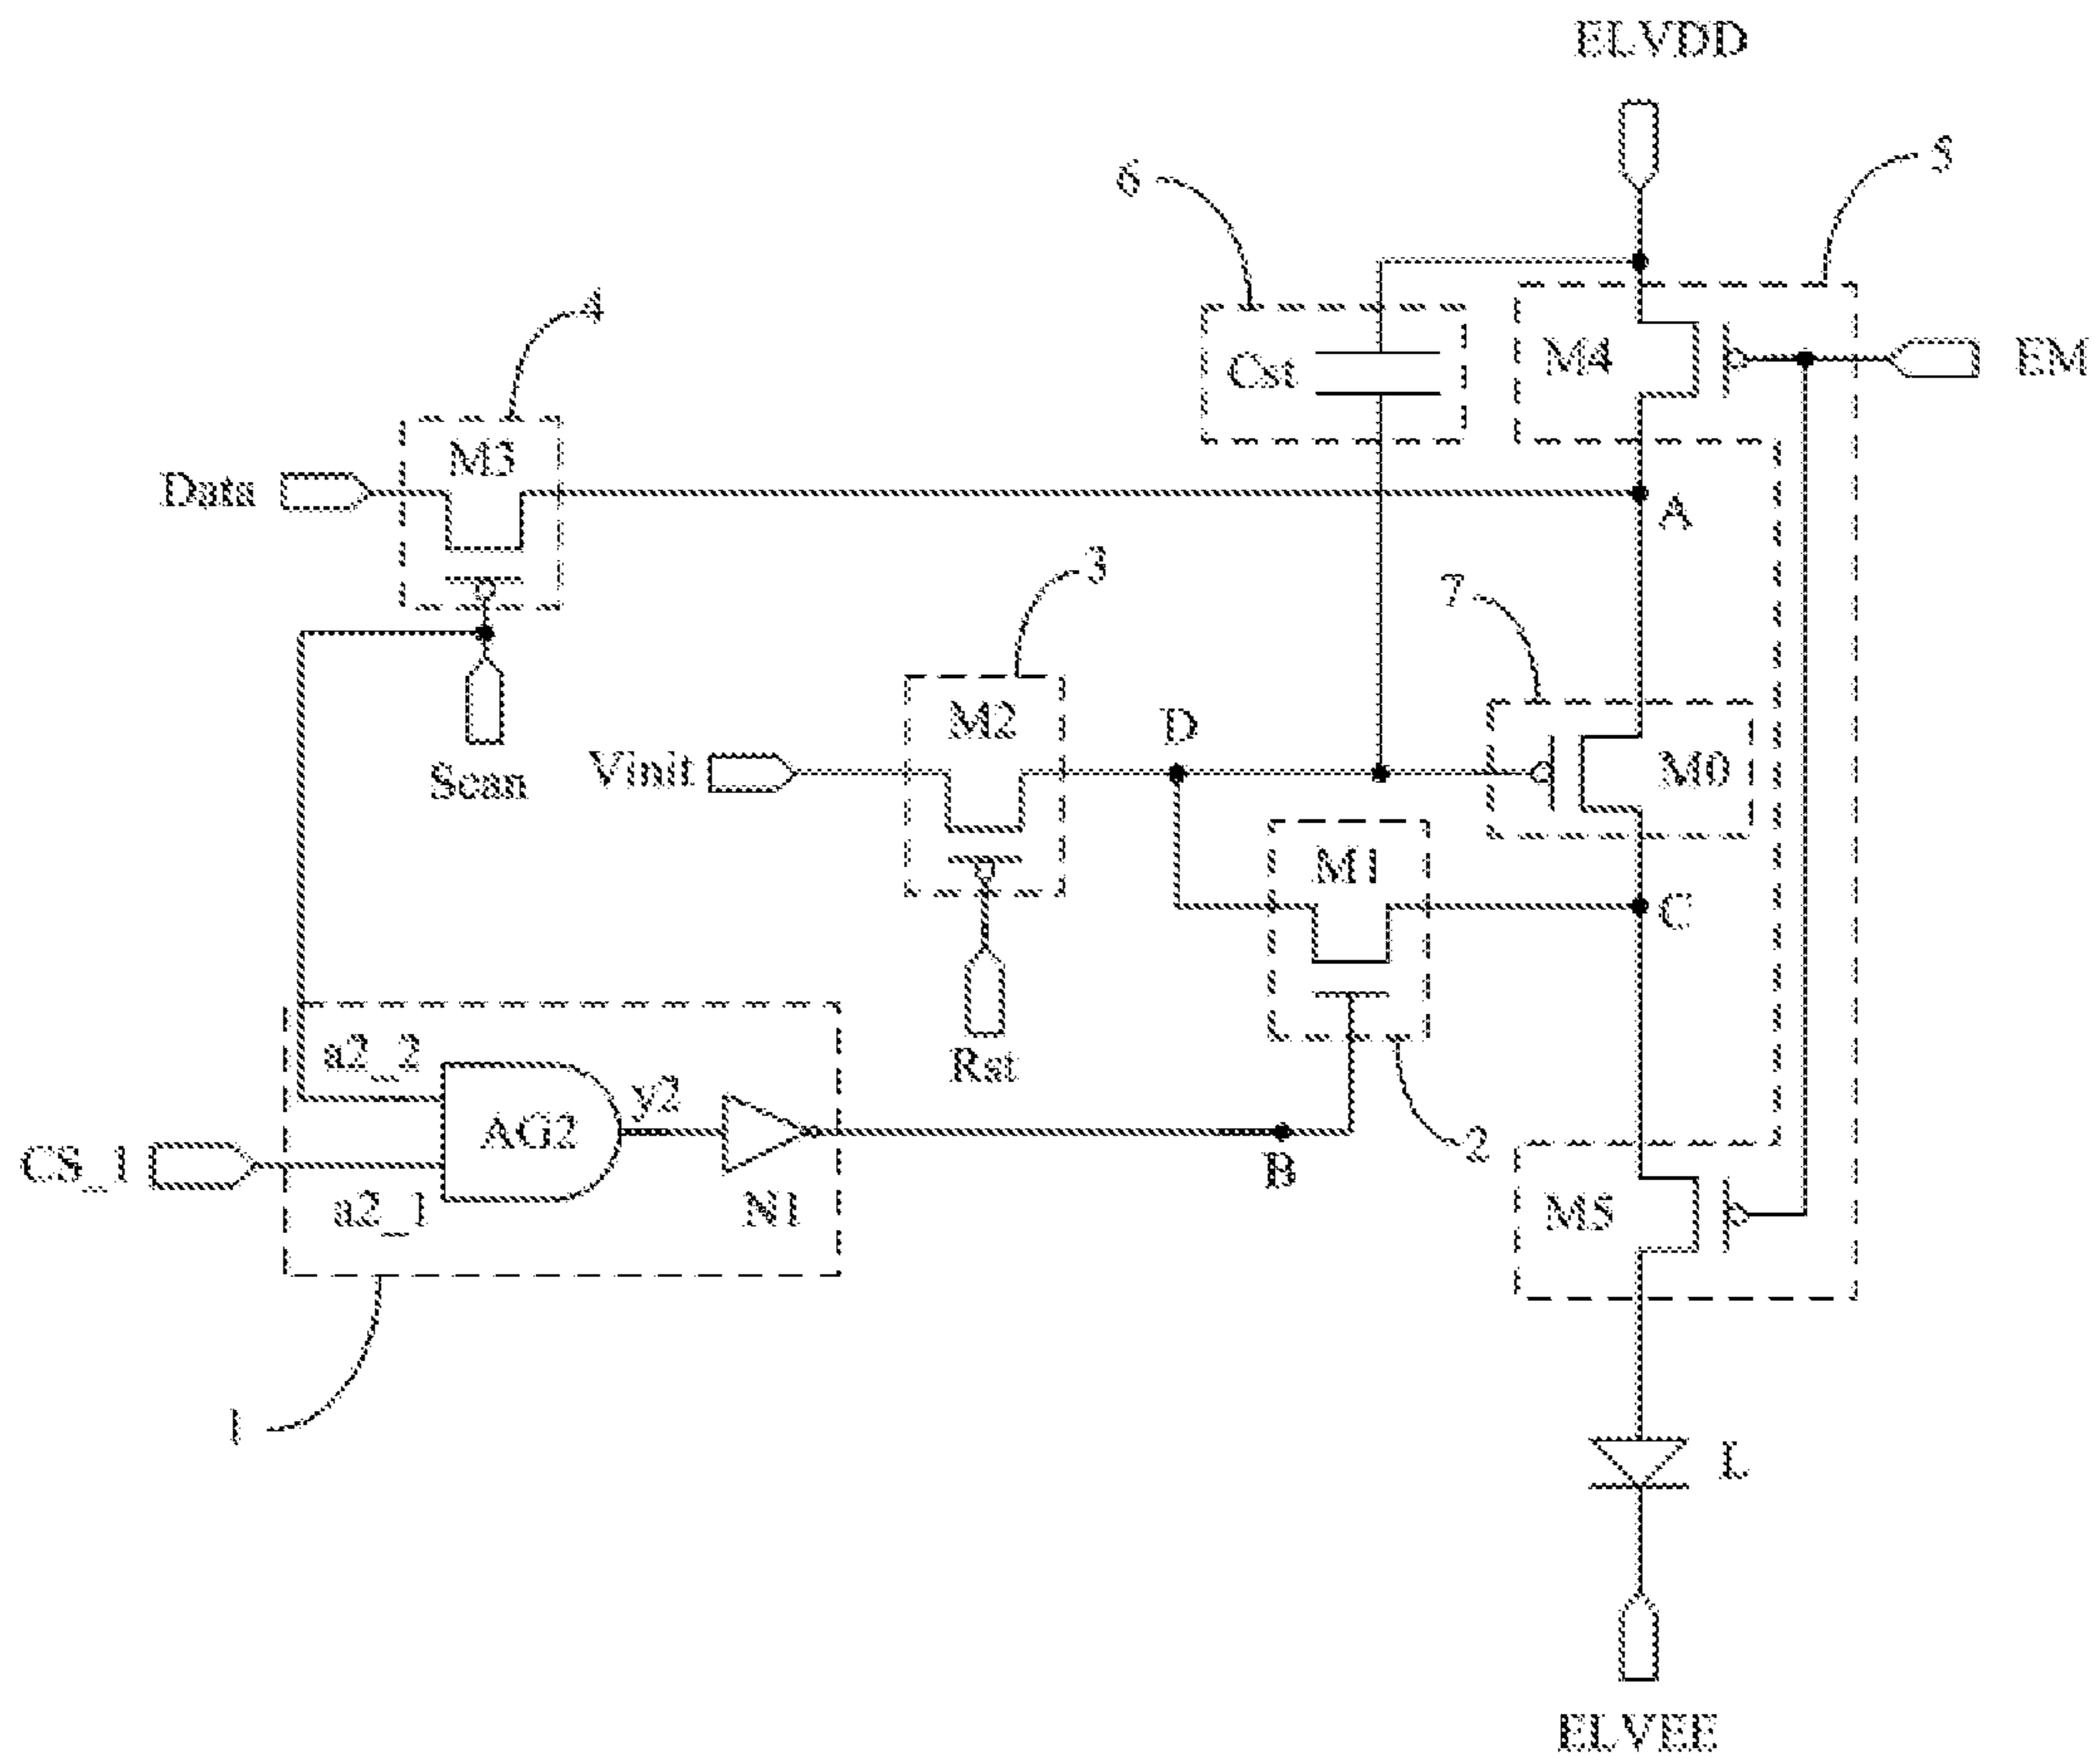 ELVDD
5
6
4
M4
EM
Cst
M3
Data
A
3
7
M2
D
Vinit
M0
Scan
M1
C
a2_2
Rst
y2
AG2
CS_1
2
B
a2_1
N1
M5
1
L
ELVEE